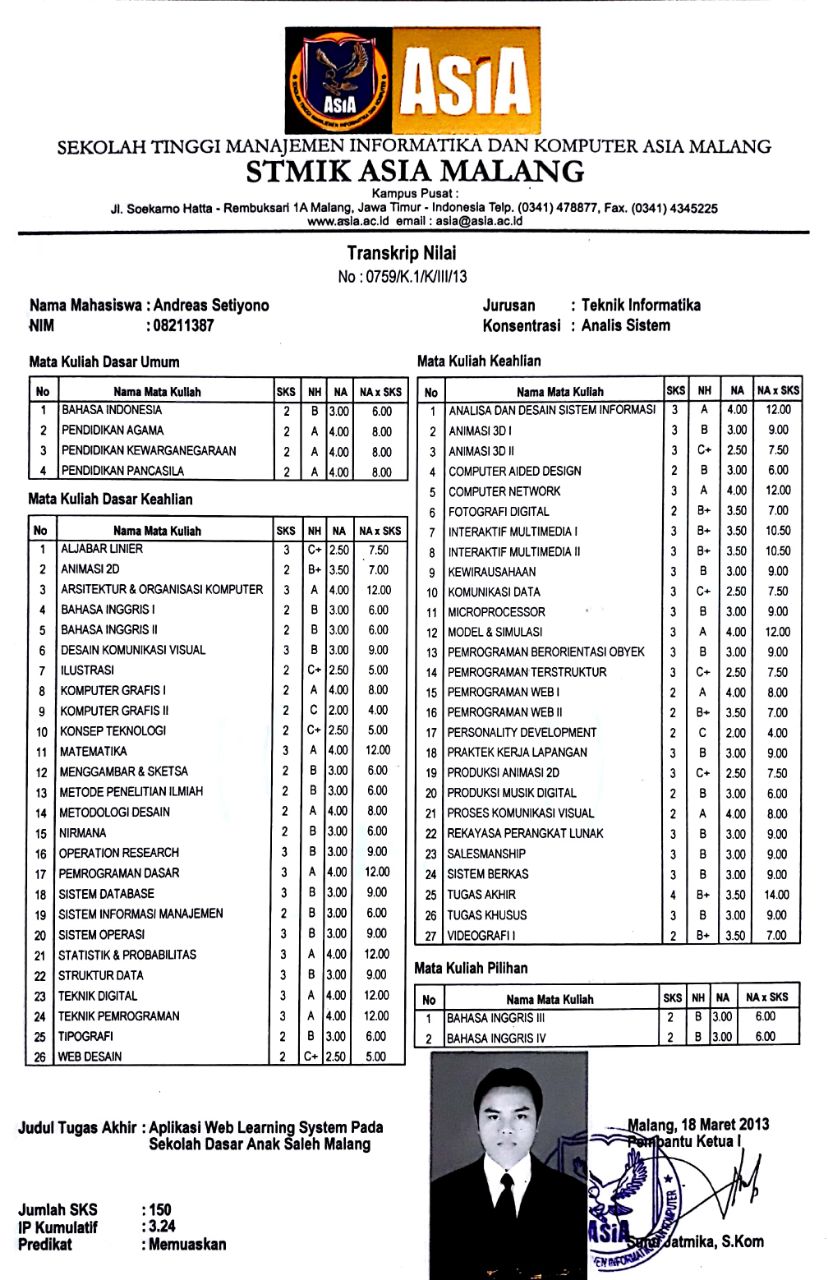 ASIA
ASiA
SEKOLAH TINGGI MANAJEMEN INFORMATIKA DAN KOMPUTER ASIA MALANG
STMIK ASIA MALANG
Kampus Pusat :
Jl. Soekarno Hatta - Rembuksari 1A Malang, Jawa Timur - Indonesia Telp. (0341) 478877, Fax. (0341) 4345225
www.asia.ac.id email : asia@asia.ac.id
Transkrip Nilai
No : 0759/K.1/K/III/13
Nama Mahasiswa : Andreas Setiyono
NIM : 08211387
Jurusan : Teknik Informatika
Konsentrasi : Analis Sistem
Mata Kuliah Dasar Umum
No Nama Mata Kuliah SKS NH NA NA x SKS
1 BAHASA INDONESIA 2 B 3.00 6.00
2 PENDIDIKAN AGAMA 2 A 4.00 8.00
3 PENDIDIKAN KEWARGANEGARAAN 2 A 4.00 8.00
4 PENDIDIKAN PANCASILA 2 A 4.00 8.00
Mata Kuliah Dasar Keahlian
No Nama Mata Kuliah SKS NH NA NA x SKS
1 ALJABAR LINIER 3 C+ 2.50 7.50
2 ANIMASI 2D 2 B+ 3.50 7.00
3 ARSITEKTUR & ORGANISASI KOMPUTER 3 A 4.00 12.00
4 BAHASA INGGRIS I 2 B 3.00 6.00
5 BAHASA INGGRIS II 2 B 3.00 6.00
6 DESAIN KOMUNIKASI VISUAL 3 B 3.00 9.00
7 ILUSTRASI 2 C+ 2.50 5.00
8 KOMPUTER GRAFIS I 2 A 4.00 8.00
9 KOMPUTER GRAFIS II 2 C 2.00 4.00
10 KONSEP TEKNOLOGI 2 C+ 2.50 5.00
11 MATEMATIKA 3 A 4.00 12.00
12 MENGGAMBAR & SKETSA 2 B 3.00 6.00
13 METODE PENELITIAN ILMIAH 2 B 3.00 6.00
14 METODOLOGI DESAIN 2 A 4.00 8.00
15 NIRMANA 2 B 3.00 6.00
16 OPERATION RESEARCH 3 B 3.00 9.00
17 PEMROGRAMAN DASAR 3 A 4.00 12.00
18 SISTEM DATABASE 3 B 3.00 9.00
19 SISTEM INFORMASI MANAJEMEN 2 B 3.00 6.00
20 SISTEM OPERASI 3 B 3.00 9.00
21 STATISTIK & PROBABILITAS 3 A 4.00 12.00
22 STRUKTUR DATA 3 B 3.00 9.00
23 TEKNIK DIGITAL 3 A 4.00 12.00
24 TEKNIK PEMROGRAMAN 3 A 4.00 12.00
25 TIPOGRAFI 2 B 3.00 6.00
26 WEB DESAIN 2 C+ 2.50 5.00
Mata Kuliah Keahlian
No Nama Mata Kuliah SKS NH NA NA x SKS
1 ANALISA DAN DESAIN SISTEM INFORMASI 3 A 4.00 12.00
2 ANIMASI 3D I 3 B 3.00 9.00
3 ANIMASI 3D II 3 C+ 2.50 7.50
4 COMPUTER AIDED DESIGN 2 B 3.00 6.00
5 COMPUTER NETWORK 3 A 4.00 12.00
6 FOTOGRAFI DIGITAL 2 B+ 3.50 7.00
7 INTERAKTIF MULTIMEDIA I 3 B+ 3.50 10.50
8 INTERAKTIF MULTIMEDIA II 3 B+ 3.50 10.50
9 KEWIRAUSAHAAN 3 B 3.00 9.00
10 KOMUNIKASI DATA 3 C+ 2.50 7.50
11 MICROPROCESSOR 3 B 3.00 9.00
12 MODEL & SIMULASI 3 A 4.00 12.00
13 PEMROGRAMAN BERORIENTASI OBYEK 3 B 3.00 9.00
14 PEMROGRAMAN TERSTRUKTUR 3 C+ 2.50 7.50
15 PEMROGRAMAN WEB I 2 A 4.00 8.00
16 PEMROGRAMAN WEB II 2 B+ 3.50 7.00
17 PERSONALITY DEVELOPMENT 2 C 2.00 4.00
18 PRAKTEK KERJA LAPANGAN 3 B 3.00 9.00
19 PRODUKSI ANIMASI 2D 3 C+ 2.50 7.50
20 PRODUKSI MUSIK DIGITAL 2 B 3.00 6.00
21 PROSES KOMUNIKASI VISUAL 2 A 4.00 8.00
22 REKAYASA PERANGKAT LUNAK 3 B 3.00 9.00
23 SALESMANSHIP 3 B 3.00 9.00
24 SISTEM BERKAS 3 B 3.00 9.00
25 TUGAS AKHIR 4 B+ 3.50 14.00
26 TUGAS KHUSUS 3 B 3.00 9.00
27 VIDEOGRAFI I 2 B+ 3.50 7.00
Mata Kuliah Pilihan
No Nama Mata Kuliah SKS NH NA NA x SKS
1 BAHASA INGGRIS III 2 B 3.00 6.00
2 BAHASA INGGRIS IV 2 B 3.00 6.00
Judul Tugas Akhir : Aplikasi Web Learning System Pada
Sekolah Dasar Anak Saleh Malang
Jumlah SKS : 150
IP Kumulatif : 3.24
Predikat : Memuaskan
Malang, 18 Maret 2013
Pembantu Ketua I
ASiA
Jatmika, S.Kom